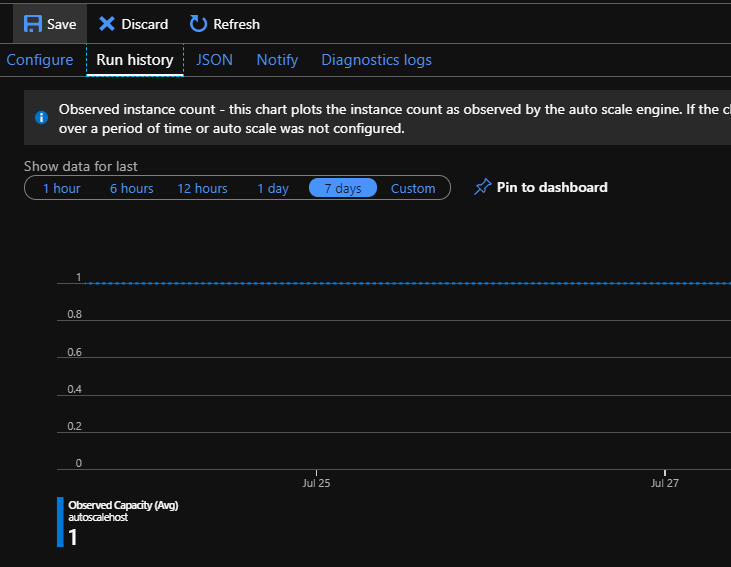 Save Discard Refresh
Configure Run history JSON Notify Diagnostics logs
Observed instance count - this chart plots the instance count as observed by the auto scale engine. If the
over a period of time or auto scale was not configured.
Show data for last
1 hour 6 hours 12 hours 1 day 7 days Custom Pin to dashboard
1
0.8
0.6
0.4
0.2
0
Jul 25 Jul 27
Observed Capacity (Avg)
autoscalehost
1